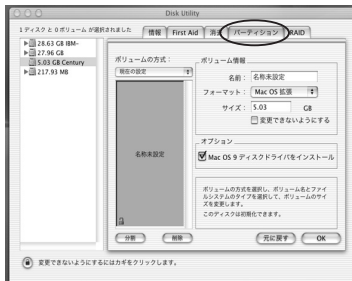 Disk Utility
1 ディスク と 0 ボリューム が選択されました
情報 First Aid 消去 パーティション RAID
28.63 GB IBM-
27.96 GB
5.03 GB Century
217.93 MB
ボリュームの方式：
現在の設定
名称未設定
分割 削除
ボリューム情報
名前： 名称未設定
フォーマット： Mac OS 拡張
サイズ： 5.03 GB
変更できないようにする
オプション
Mac OS 9 ディスクドライバをインストール
ボリュームの方式を選択し、ボリューム名とファイ
ルシステムのタイプを選択して、ボリュームのサイ
ズを変更します。
このディスクは初期化できます。
元に戻す OK
変更できないようにするにはカギをクリックします。